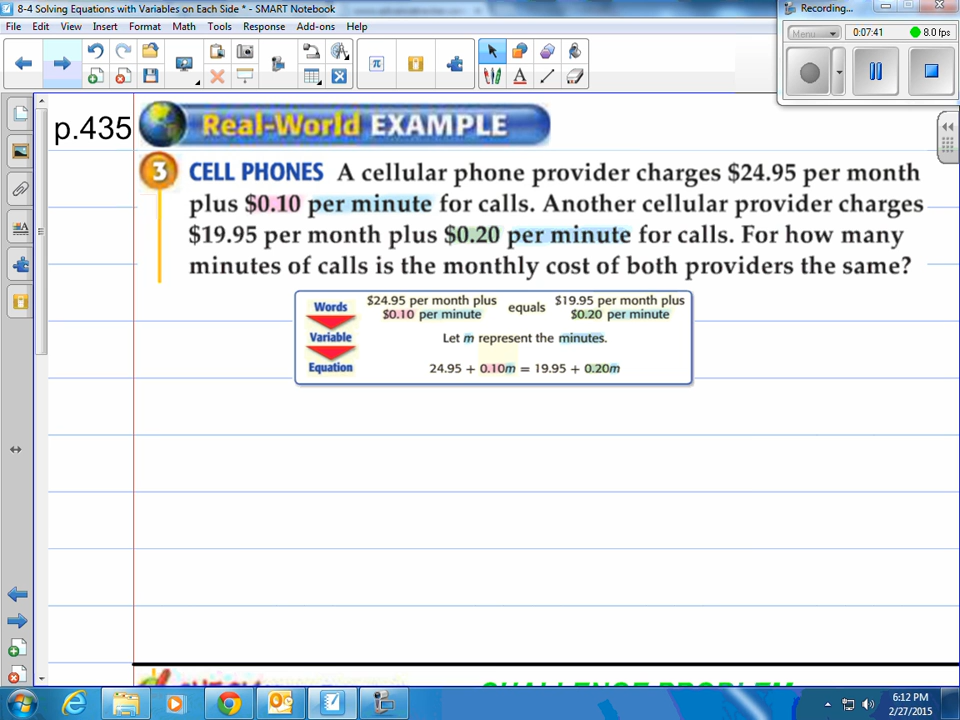 8-4 Solving Equations with Variables on Each Side * - SMART Notebook
Recording...
File Edit View Insert Format Math Tools Response Add-ons Help
Menu
0:07:41
8.0 fps
p.435
Real-World EXAMPLE
3 CELL PHONES A cellular phone provider charges $24.95 per month
plus $0.10 per minute for calls. Another cellular provider charges
$19.95 per month plus $0.20 per minute for calls. For how many
minutes of calls is the monthly cost of both providers the same?
Words
$24.95 per month plus
$0.10 per minute
equals
$19.95 per month plus
$0.20 per minute
Variable
Let m represent the minutes.
Equation
24.95 + 0.10m = 19.95 + 0.20m
CHALLENGE PROBLEM
6:12 PM
2/27/2015